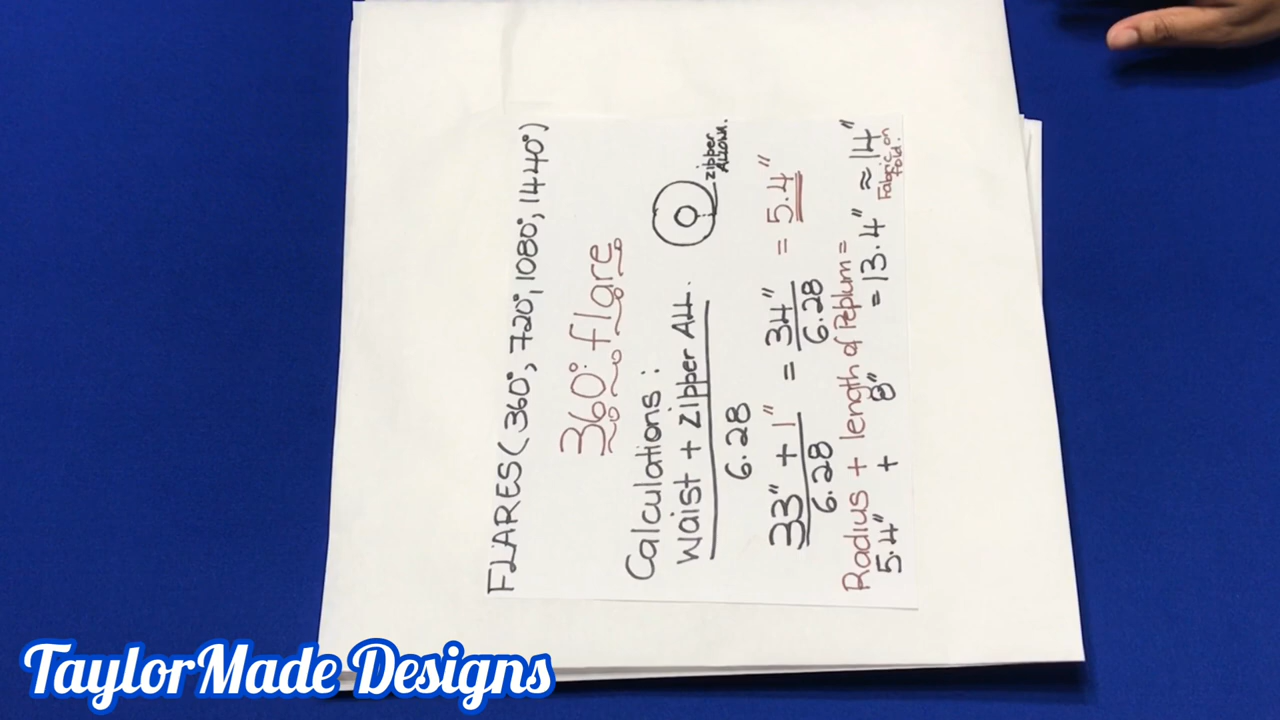 FLARES (360°, 720°, 1080°, 1440°)
360° flare
Calculations:
Waist + Zipper All.
6.28
zipper
Allown.
33" + 1" = 34" = 5.4"
6.28 6.28
Radius + length of Peplum =
5.4" + 8" = 13.4" ≈ 14"
Fabric on
fold.
TaylorMade Designs